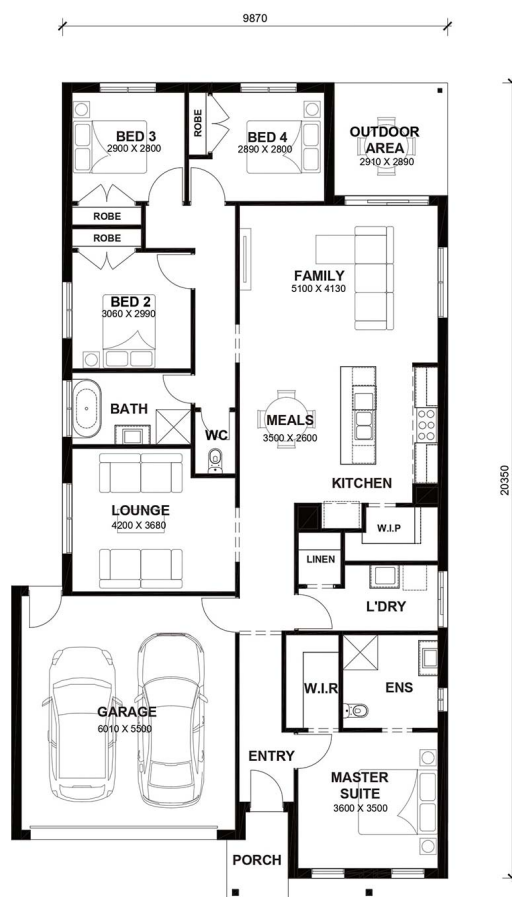 9870
BED 3
2900 X 2800
ROBE
BED 4
2890 X 2800
OUTDOOR
AREA
2910 X 2890
ROBE
ROBE
FAMILY
5100 X 4130
BED 2
3060 X 2990
BATH
WC
MEALS
3500 X 2600
KITCHEN
20350
LOUNGE
4200 X 3680
W.I.P
LINEN
L'DRY
W.I.R
ENS
GARAGE
6010 X 5500
ENTRY
MASTER
SUITE
3600 X 3500
PORCH